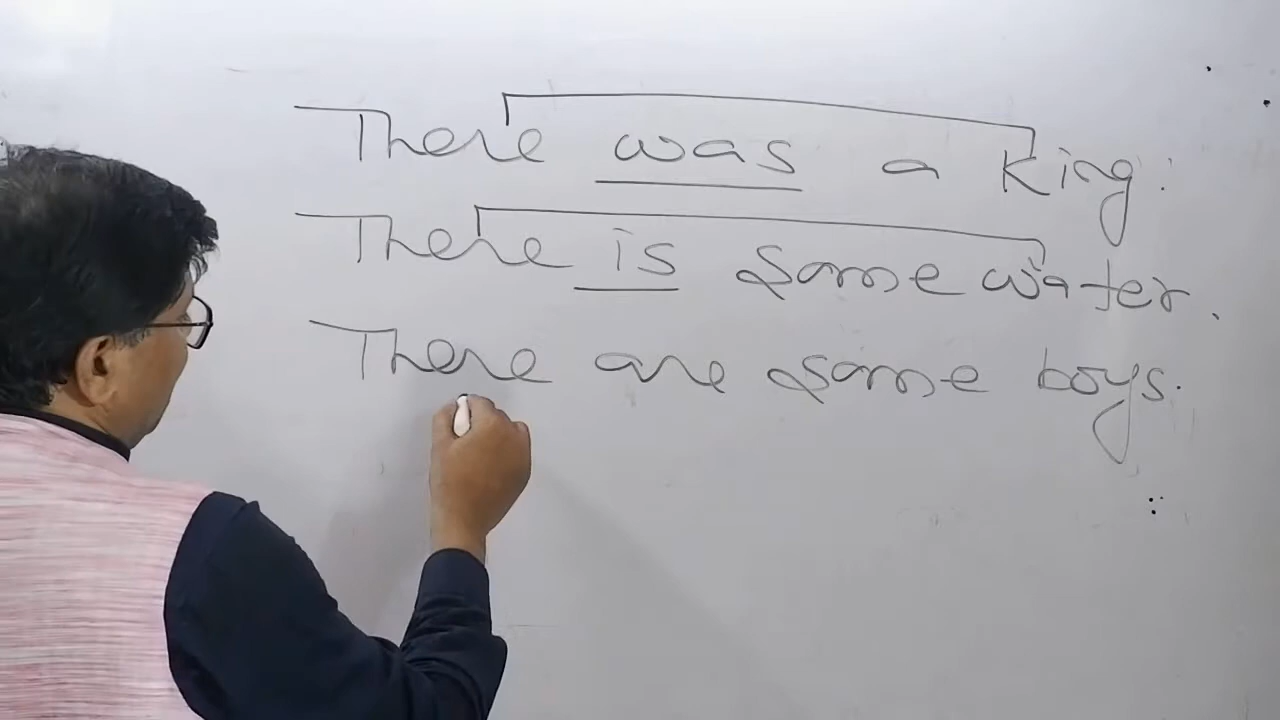 There was a king.
There is some water.
There are some boys.